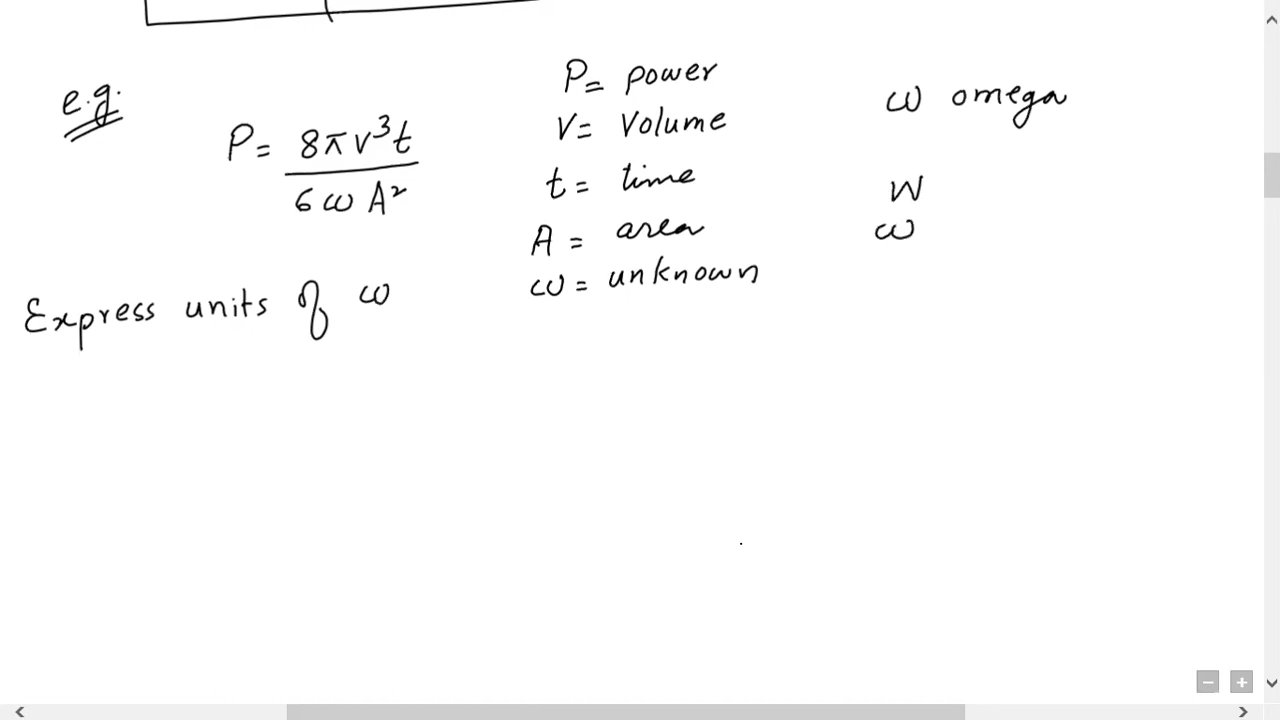 e.g.
P = 8πv³t / 6ωA²
P = power
V = Volume
t = time
A = area
ω = unknown
ω omega
W
ω
Express units of ω